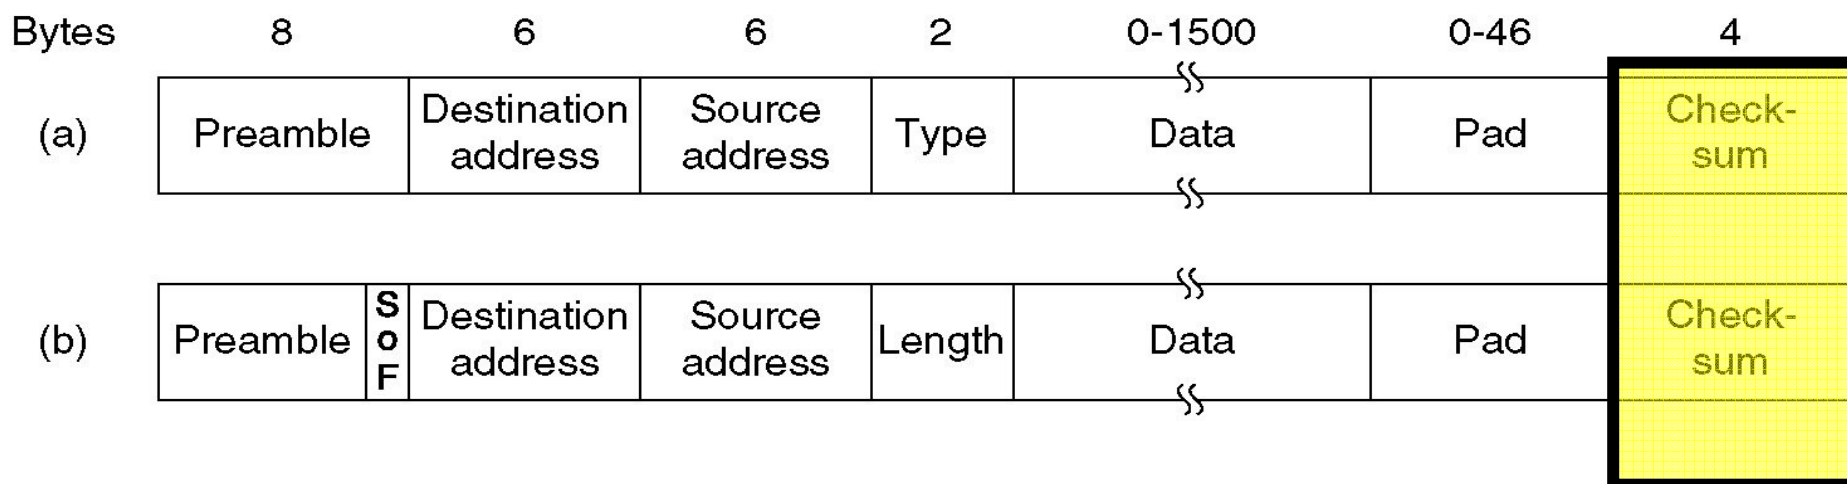 Bytes 8 6 6 2 0-1500 0-46 4
(a) Preamble Destination address Source address Type Data Pad Check-sum
(b) Preamble SoF Destination address Source address Length Data Pad Check-sum